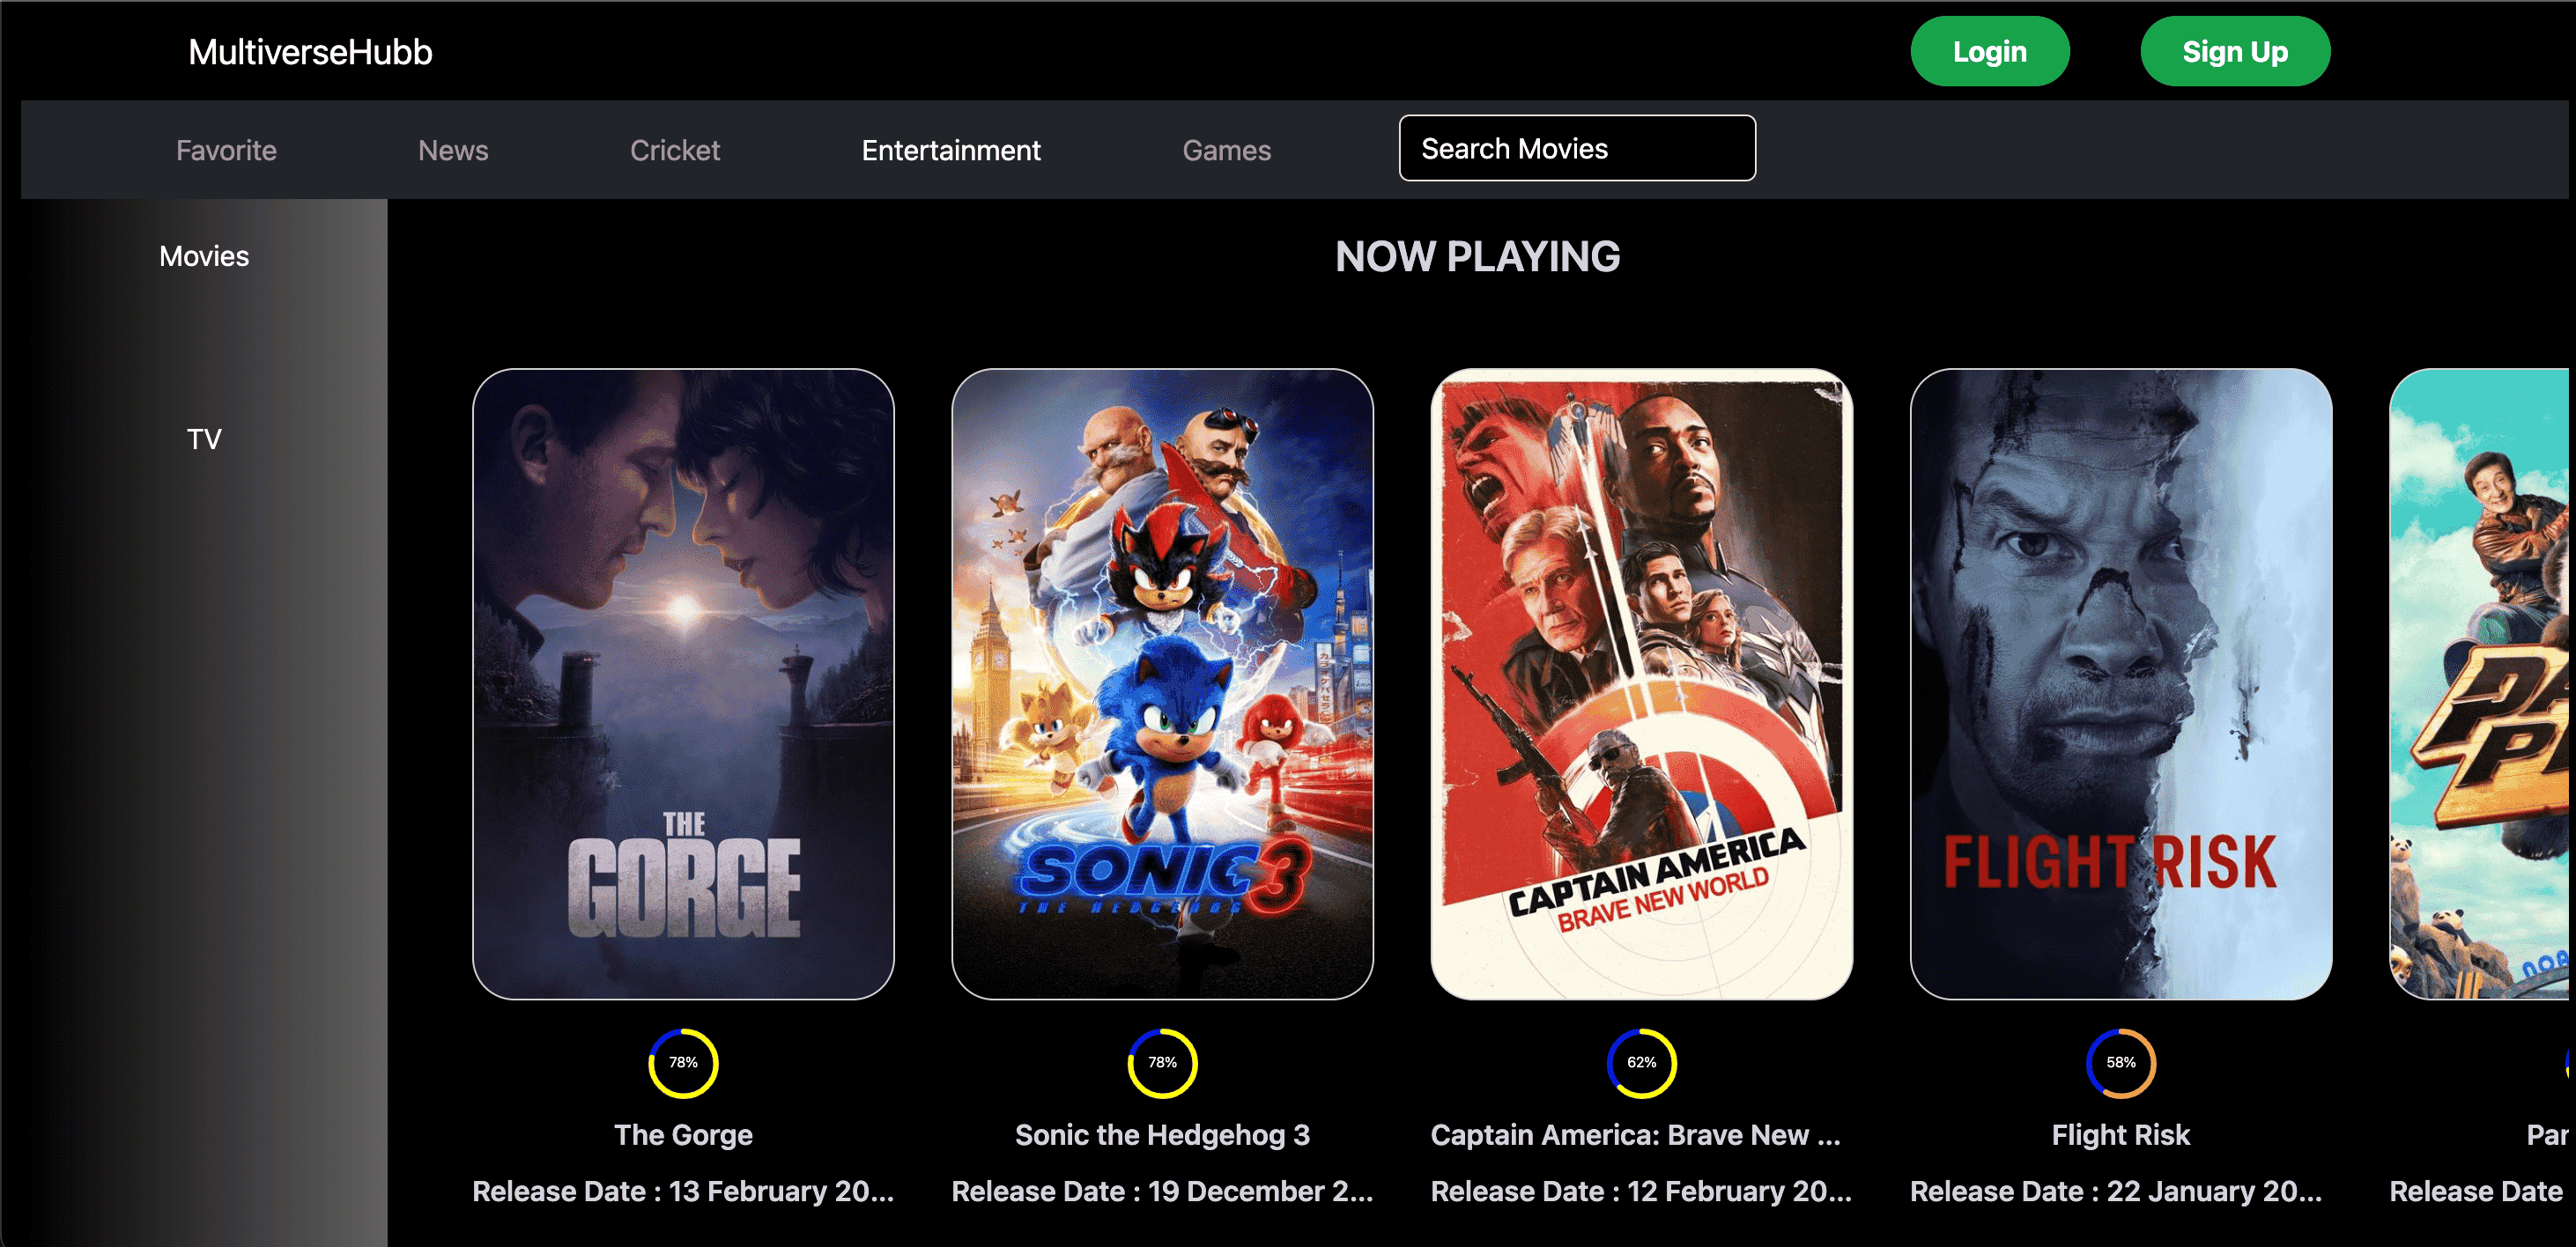 MultiverseHubb
Login
Sign Up
Favorite
News
Cricket
Entertainment
Games
Search Movies
Movies
TV
NOW PLAYING
THE
GORGE
SONIC 3
THE HEDGEHOG
CAPTAIN AMERICA
BRAVE NEW WORLD
FLIGHT RISK
78%
78%
62%
58%
The Gorge
Sonic the Hedgehog 3
Captain America: Brave New ...
Flight Risk
Par
Release Date : 13 February 20...
Release Date : 19 December 2...
Release Date : 12 February 20...
Release Date : 22 January 20...
Release Date